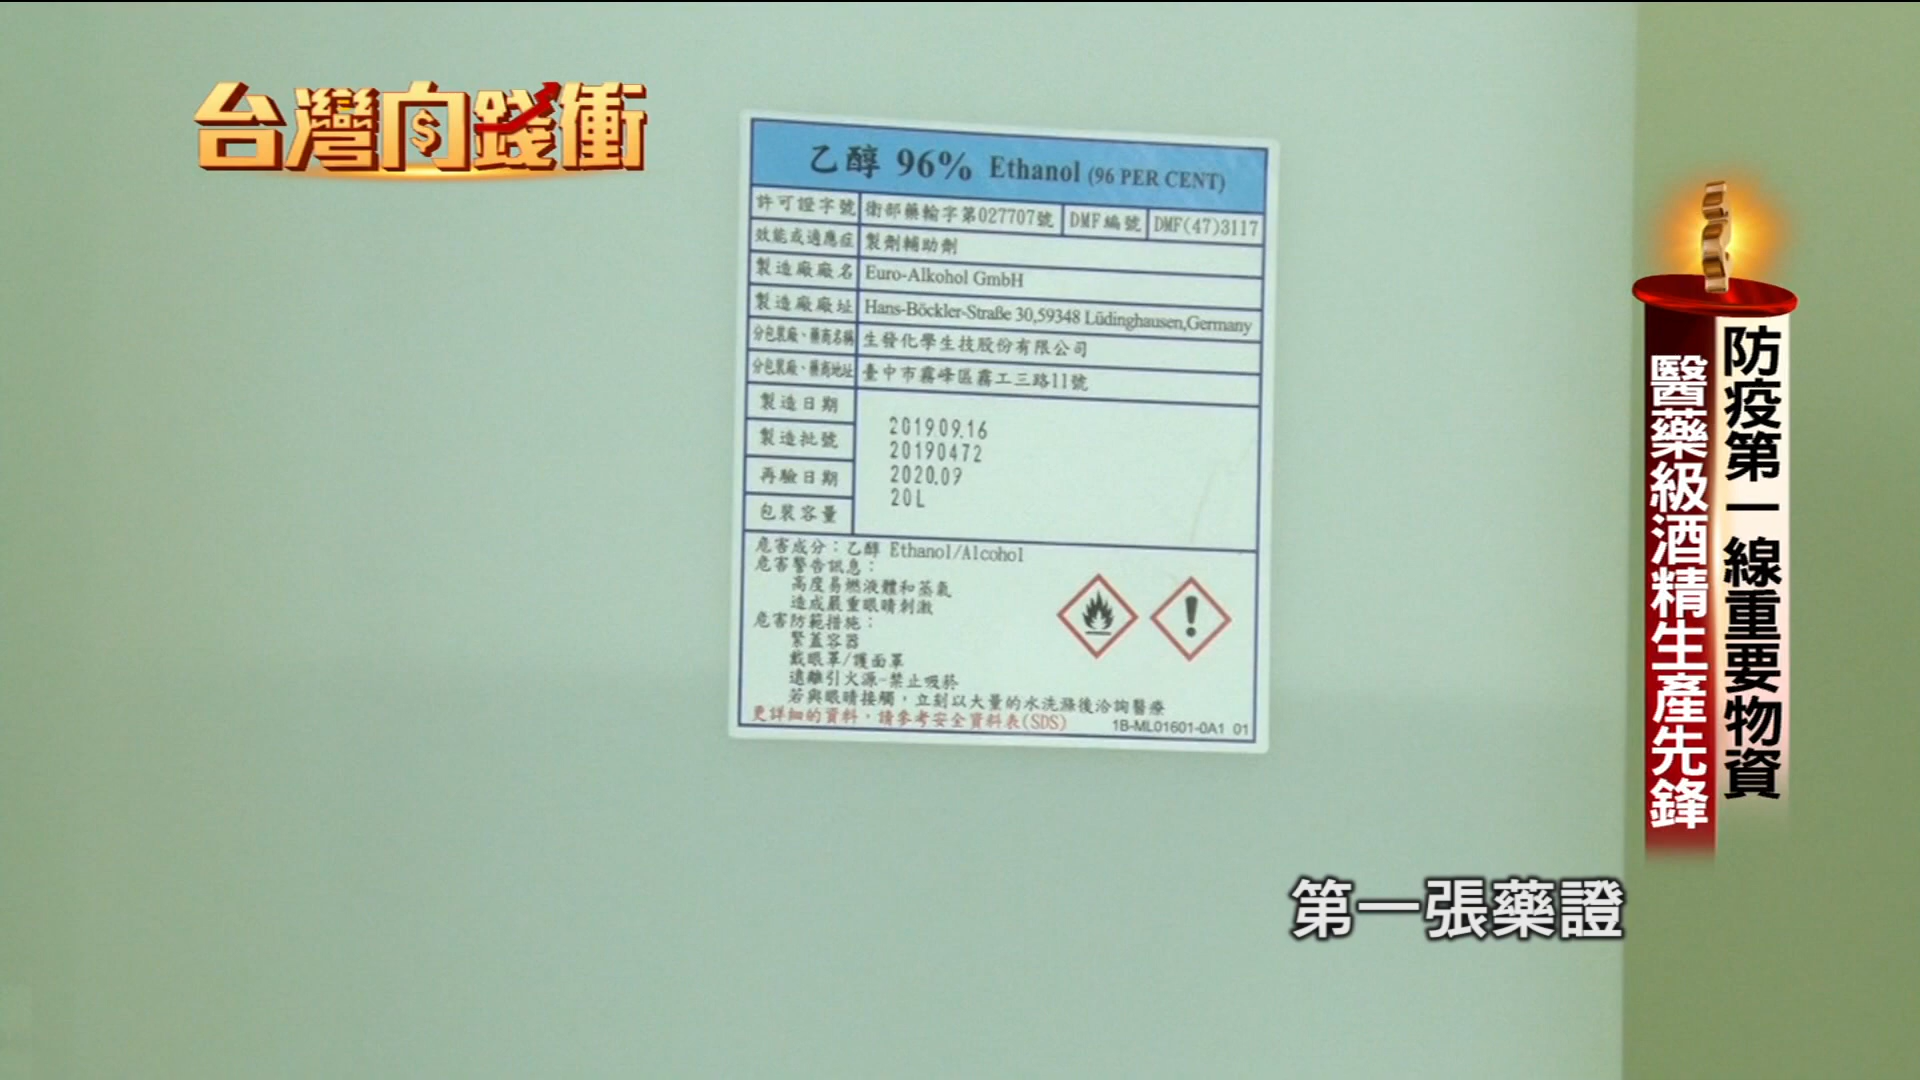 台灣向錢衝
乙醇 96% Ethanol (96 PER CENT)
許可證字號 衛部藥輸字第027707號 DMF編號 DMF(47)3117
效能或適應症 製劑輔助劑
製造廠廠名 Euro-Alkohol GmbH
製造廠廠址 Hans-Böckler-Straße 30,59348 Lüdinghausen,Germany
分包裝廠、藥商名稱 生發化學生技股份有限公司
分包裝廠、藥商地址 臺中市霧峰區霧工三路11號
製造日期 2019.09.16
製造批號 20190472
再驗日期 2020.09
包裝容量 20L
危害成分：乙醇 Ethanol/Alcohol
危害警告訊息：
高度易燃液體和蒸氣
造成嚴重眼睛刺激
危害防範措施：
緊蓋容器
戴眼罩/護面罩
遠離引火源-禁止吸菸
若與眼睛接觸，立刻以大量的水洗滌後洽詢醫療
更詳細的資料，請參考安全資料表(SDS)
1B-ML01601-0A1 01
防疫第一線重要物資
醫藥級酒精生產先鋒
第一張藥證